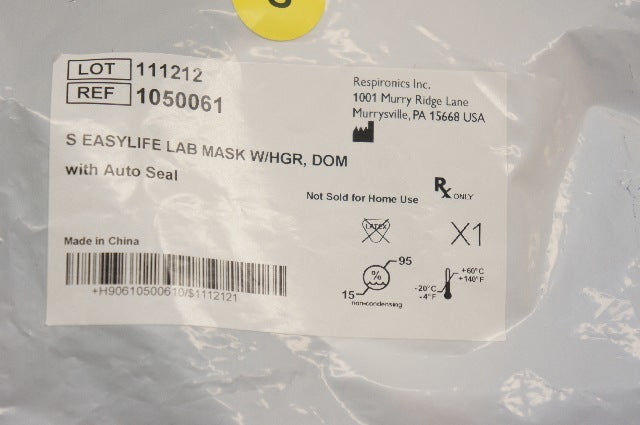 S
LOT 111212
REF 1050061
S EASYLIFE LAB MASK W/HGR, DOM
with Auto Seal
Respironics Inc.
1001 Murry Ridge Lane
Murrysville, PA 15668 USA
Not Sold for Home Use
Rx ONLY
LATEX
X1
Made in China
+H90610500610/$1112121
95
%
15
non-condensing
+60°C
+140°F
-20°C
-4°F